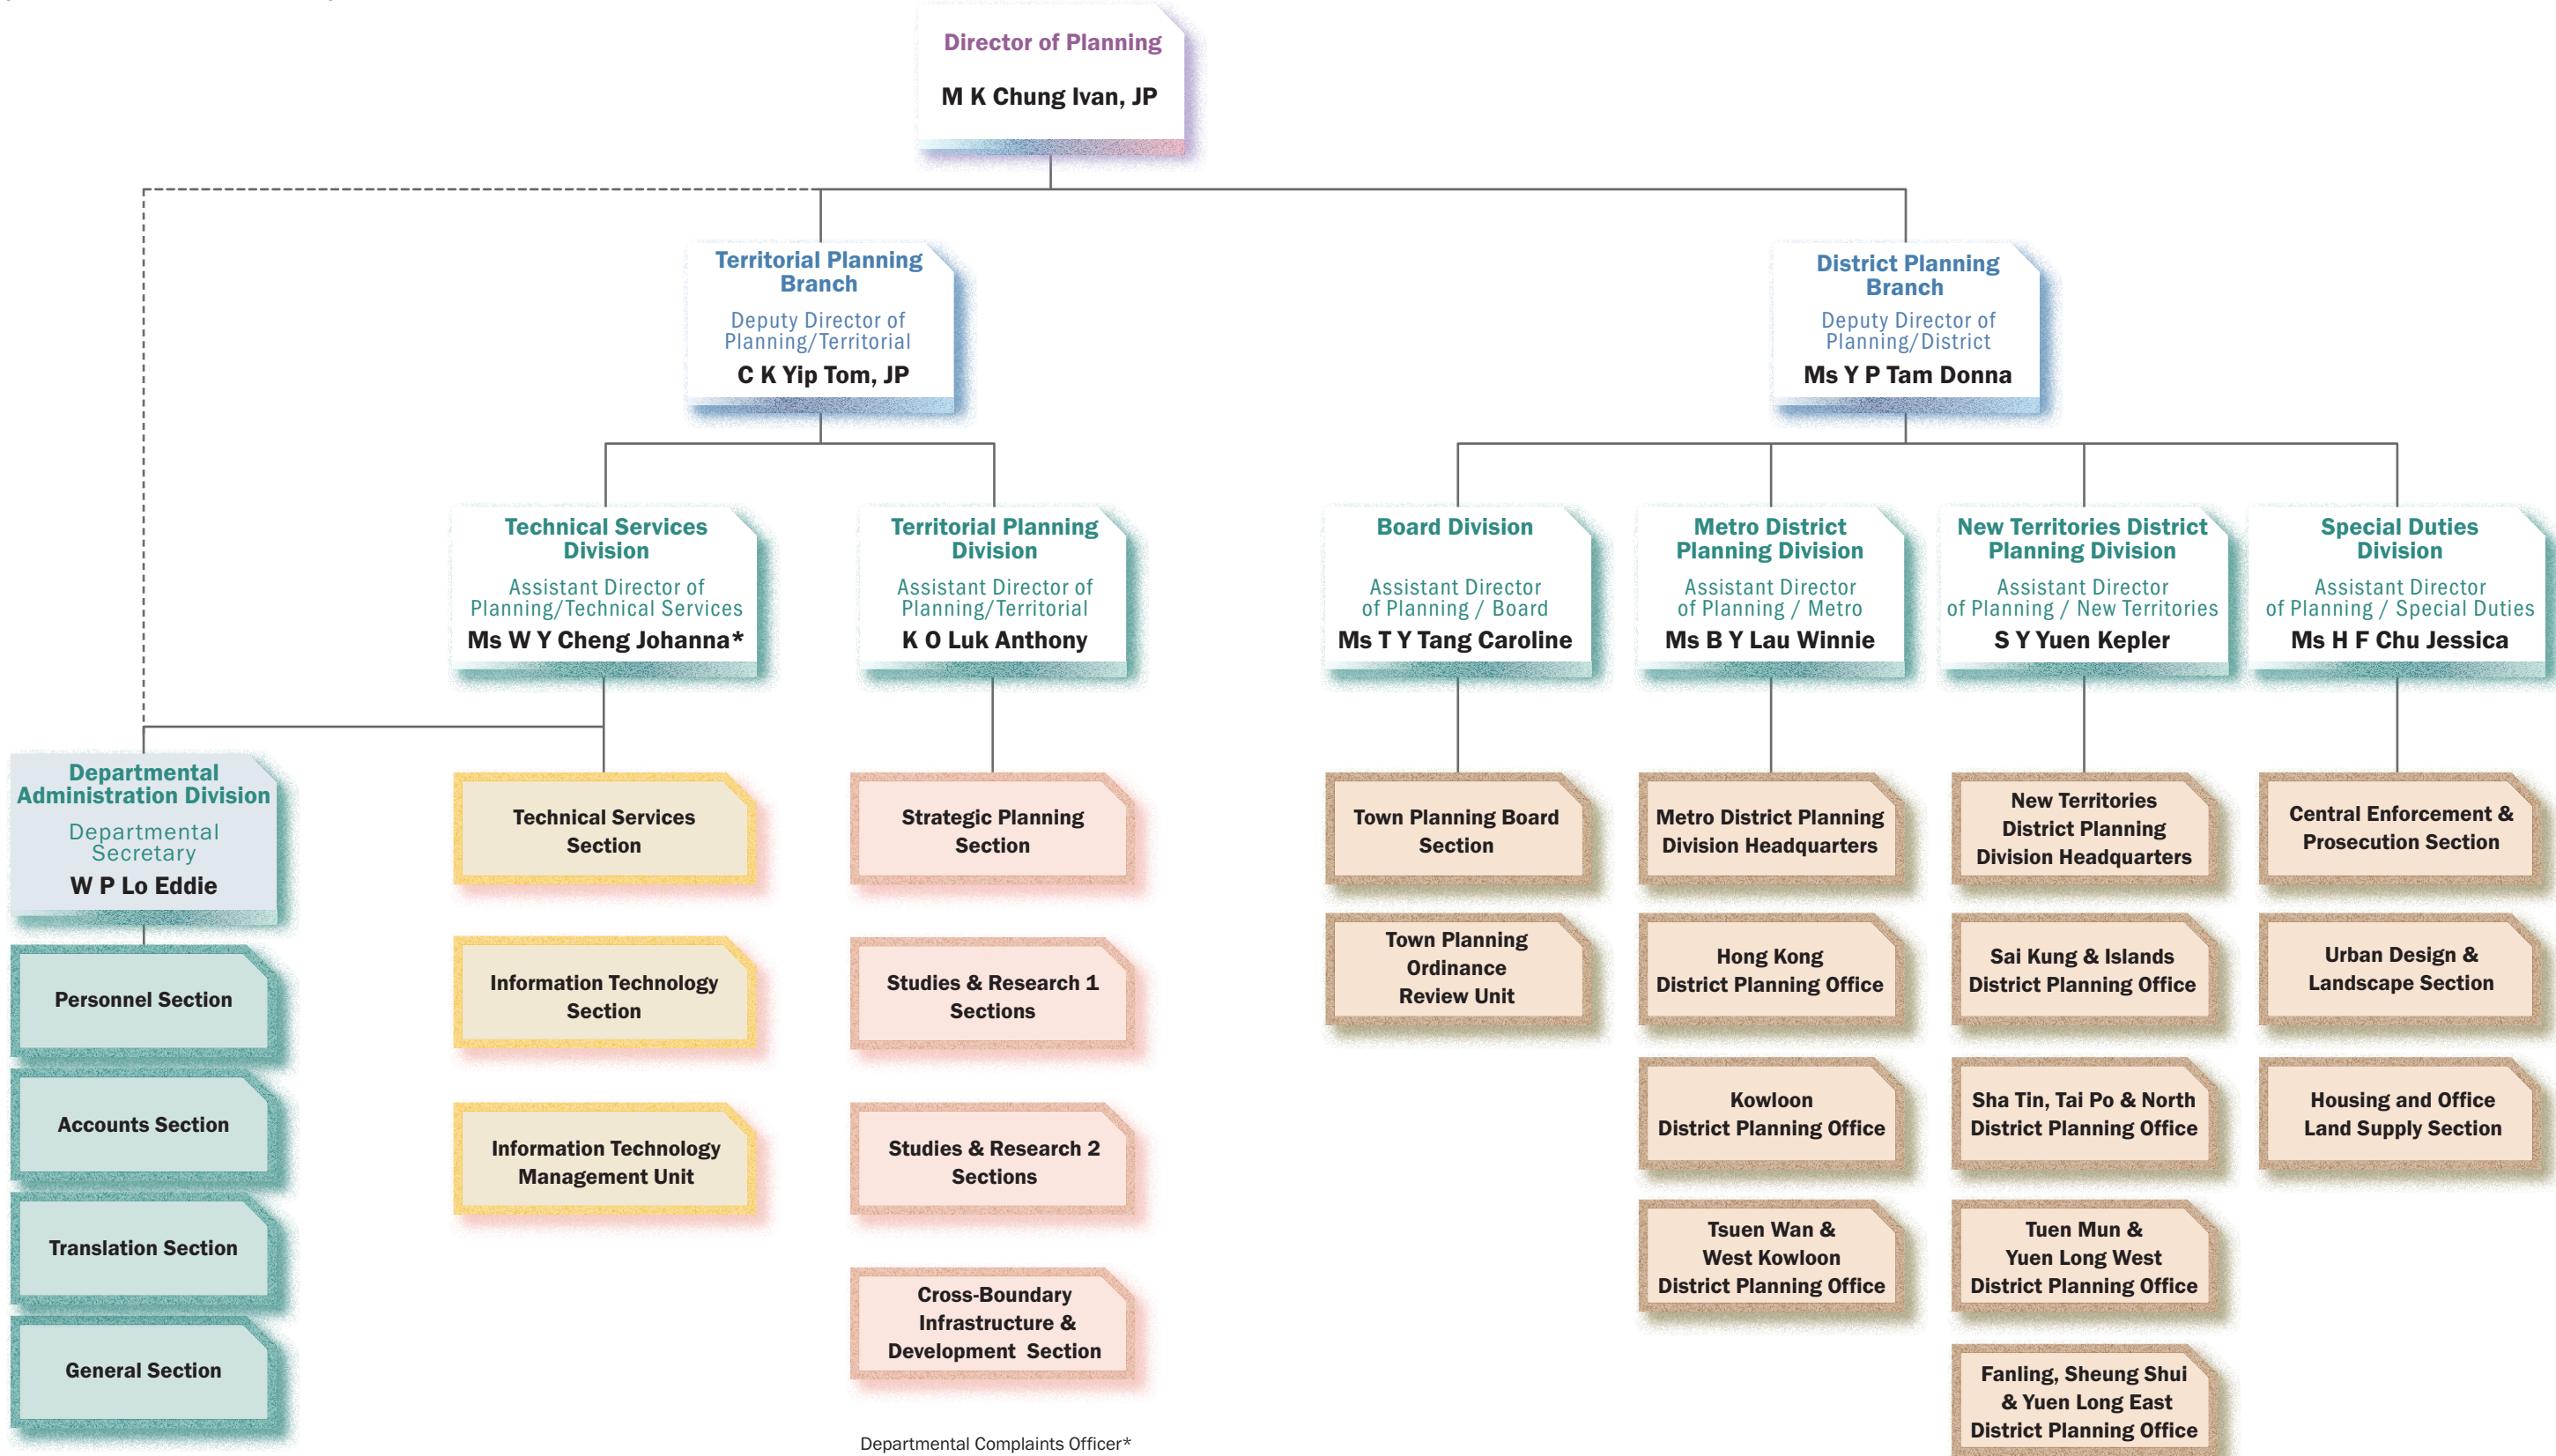 Director of Planning
M K Chung Ivan, JP
Territorial Planning
Branch
Deputy Director of
Planning/Territorial
C K Yip Tom, JP
District Planning
Branch
Deputy Director of
Planning/District
Ms Y P Tam Donna
Technical Services
Division
Assistant Director of
Planning/Technical Services
Ms W Y Cheng Johanna*
Territorial Planning
Division
Assistant Director of
Planning/Territorial
K O Luk Anthony
Board Division
Assistant Director
of Planning / Board
Ms T Y Tang Caroline
Metro District
Planning Division
Assistant Director
of Planning / Metro
Ms B Y Lau Winnie
New Territories District
Planning Division
Assistant Director
of Planning / New Territories
S Y Yuen Kepler
Special Duties
Division
Assistant Director
of Planning / Special Duties
Ms H F Chu Jessica
Departmental
Administration Division
Departmental
Secretary
W P Lo Eddie
Personnel Section
Accounts Section
Translation Section
General Section
Technical Services
Section
Information Technology
Section
Information Technology
Management Unit
Strategic Planning
Section
Studies & Research 1
Sections
Studies & Research 2
Sections
Cross-Boundary
Infrastructure &
Development Section
Town Planning Board
Section
Town Planning
Ordinance
Review Unit
Metro District Planning
Division Headquarters
Hong Kong
District Planning Office
Kowloon
District Planning Office
Tsuen Wan &
West Kowloon
District Planning Office
New Territories
District Planning
Division Headquarters
Sai Kung & Islands
District Planning Office
Sha Tin, Tai Po & North
District Planning Office
Tuen Mun &
Yuen Long West
District Planning Office
Fanling, Sheung Shui
& Yuen Long East
District Planning Office
Central Enforcement &
Prosecution Section
Urban Design &
Landscape Section
Housing and Office
Land Supply Section
Departmental Complaints Officer*